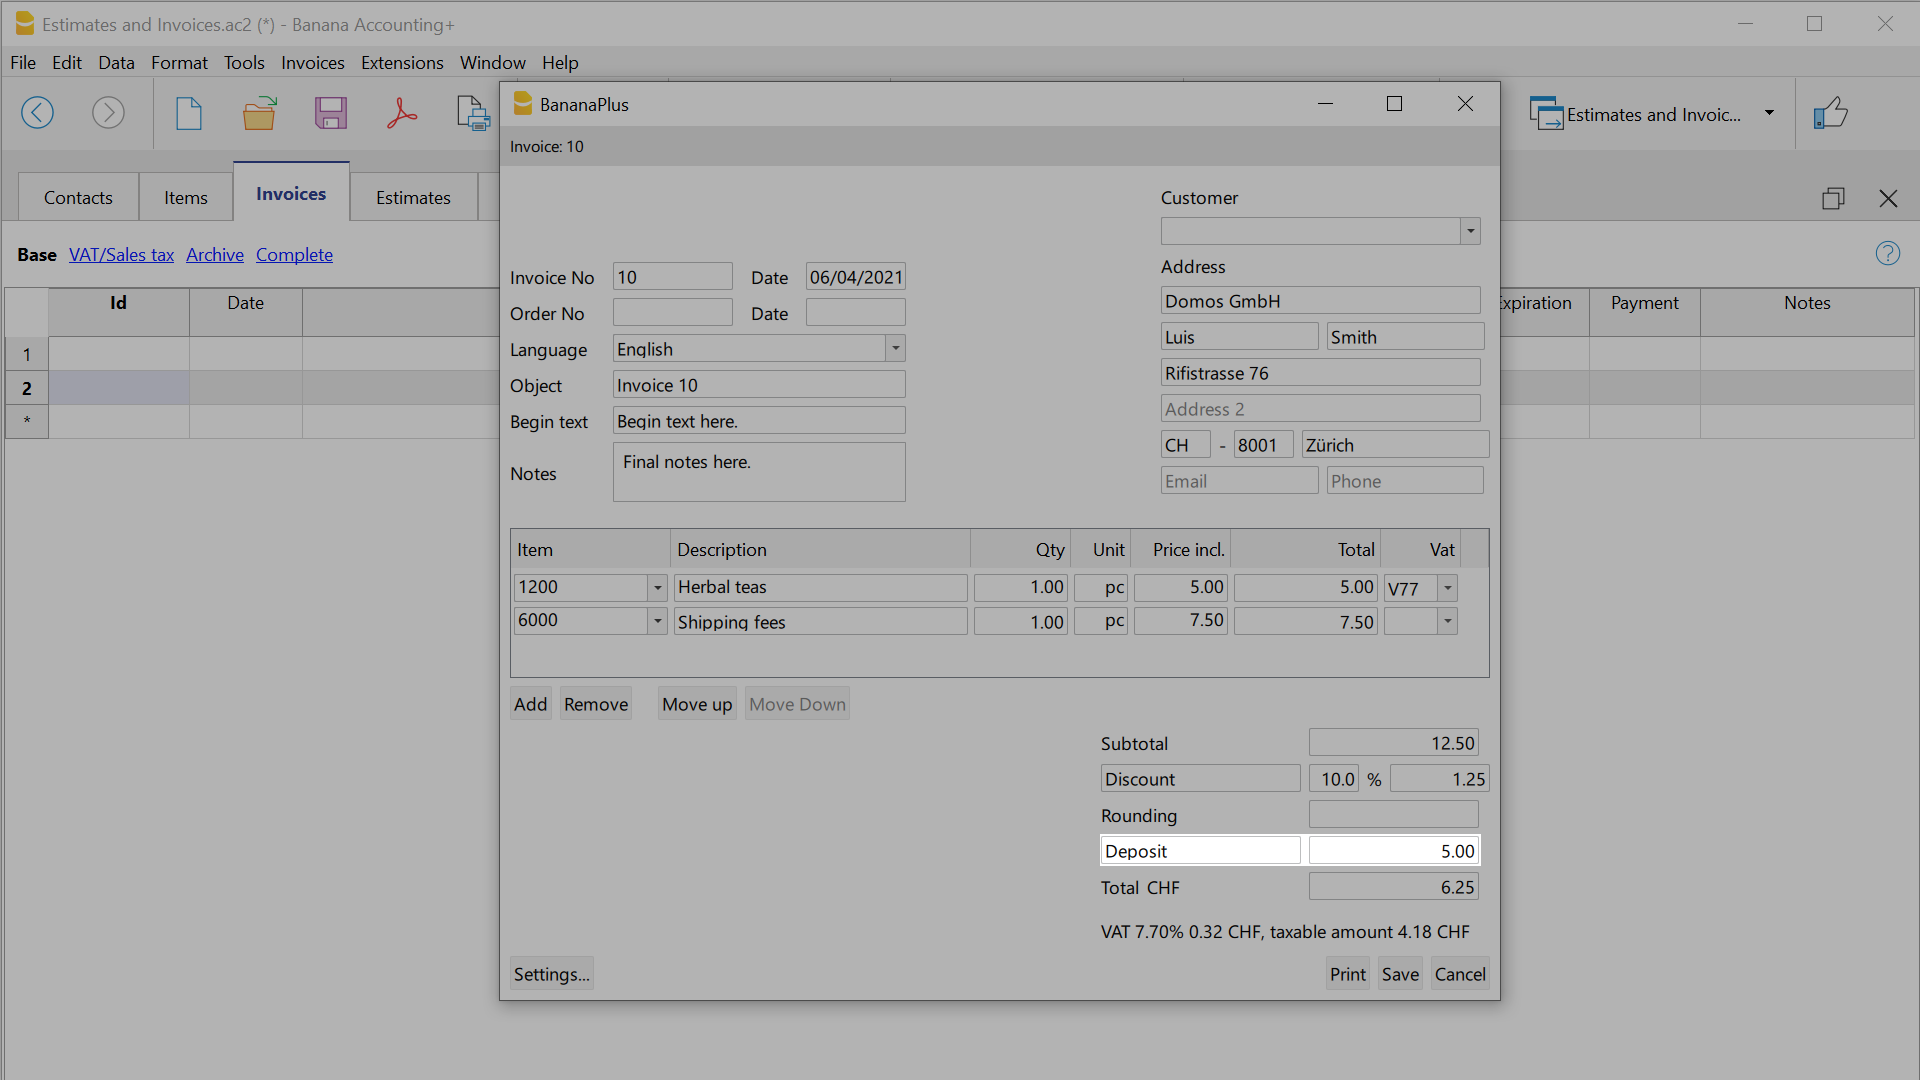 Estimates and Invoices.ac2 (*) - Banana Accounting+
File Edit Data Format Tools Invoices Extensions Window Help
Estimates and Invoic...
Contacts Items Invoices Estimates
Base VAT/Sales tax Archive Complete
Id Date Expiration Payment Notes
1
2
*
BananaPlus
Invoice: 10
Customer
Address
Invoice No 10 Date 06/04/2021
Domos GmbH
Order No Date
Luis Smith
Language English
Rifistrasse 76
Object Invoice 10
Address 2
Begin text Begin text here.
CH - 8001 Zürich
Notes Final notes here.
Email Phone
Item Description Qty Unit Price incl. Total Vat
1200 Herbal teas 1.00 pc 5.00 5.00 V77
6000 Shipping fees 1.00 pc 7.50 7.50
Add Remove Move up Move Down
Subtotal 12.50
Discount 10.0 % 1.25
Rounding
Deposit 5.00
Total CHF 6.25
VAT 7.70% 0.32 CHF, taxable amount 4.18 CHF
Settings... Print Save Cancel